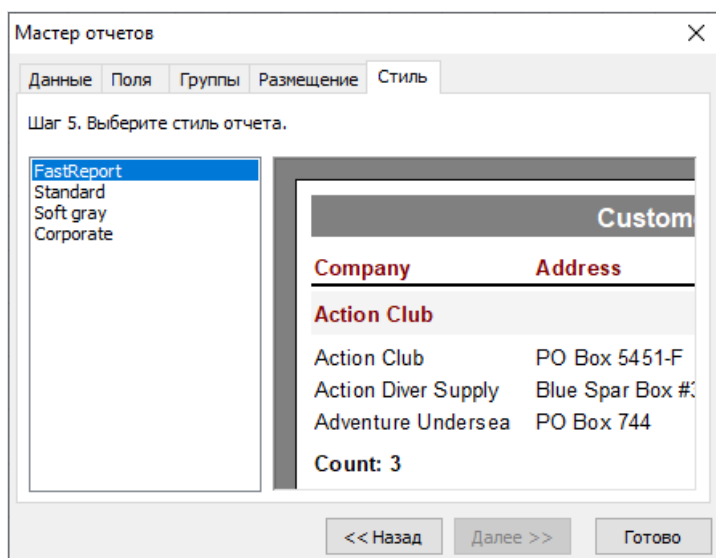 Мастер отчетов
Данные Поля Группы Размещение Стиль
Шаг 5. Выберите стиль отчета.
FastReport
Standard
Soft gray
Corporate
Custom
Company Address
Action Club
Action Club PO Box 5451-F
Action Diver Supply Blue Spar Box #3
Adventure Undersea PO Box 744
Count: 3
<< Назад Далее >> Готово